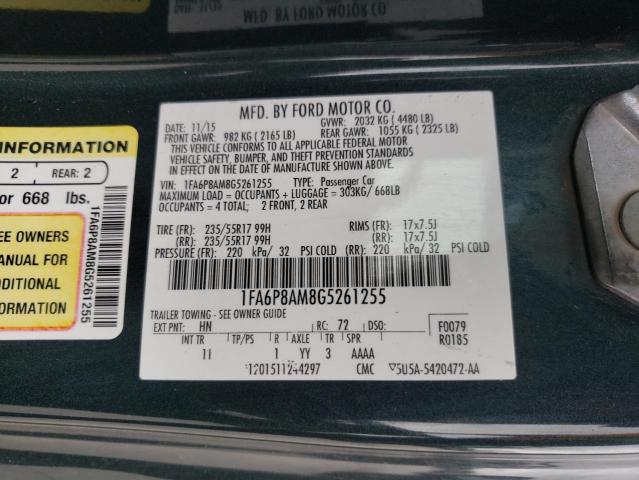 MFD. BY FORD MOTOR CO.
DATE: 11/15 GVWR: 2032 KG ( 4480 LB)
FRONT GAWR: 982 KG ( 2165 LB) REAR GAWR: 1055 KG ( 2325 LB)
THIS VEHICLE CONFORMS TO ALL APPLICABLE FEDERAL MOTOR
VEHICLE SAFETY, BUMPER, AND THEFT PREVENTION STANDARDS IN
EFFECT ON THE DATE OF MANUFACTURE SHOWN ABOVE.
VIN: 1FA6P8AM8G5261255 TYPE: Passenger Car
MAXIMUM LOAD = OCCUPANTS + LUGGAGE = 303KG/ 668LB
OCCUPANTS = 4 TOTAL; 2 FRONT, 2 REAR
TIRE (FR): 235/55R17 99H RIMS (FR): 17x7.5J
(RR): 235/55R17 99H (RR): 17x7.5J
PRESSURE (FR): 220 kPa/ 32 PSI COLD (RR): 220 kPa/ 32 PSI COLD
1FA6P8AM8G5261255
TRAILER TOWING - SEE OWNER GUIDE
EXT PNT: HN RC: 72 DSO: F0079
INT TR TP/PS R AXLE TR SPR R0185
1I 1 YY 3 AAAA
CMC 5U5A-5420472-AA
INFORMATION
2 REAR: 2
or 668 lbs.
1FA6P8AM8G5261255
EE OWNERS
MANUAL FOR
DDITIONAL
FORMATION